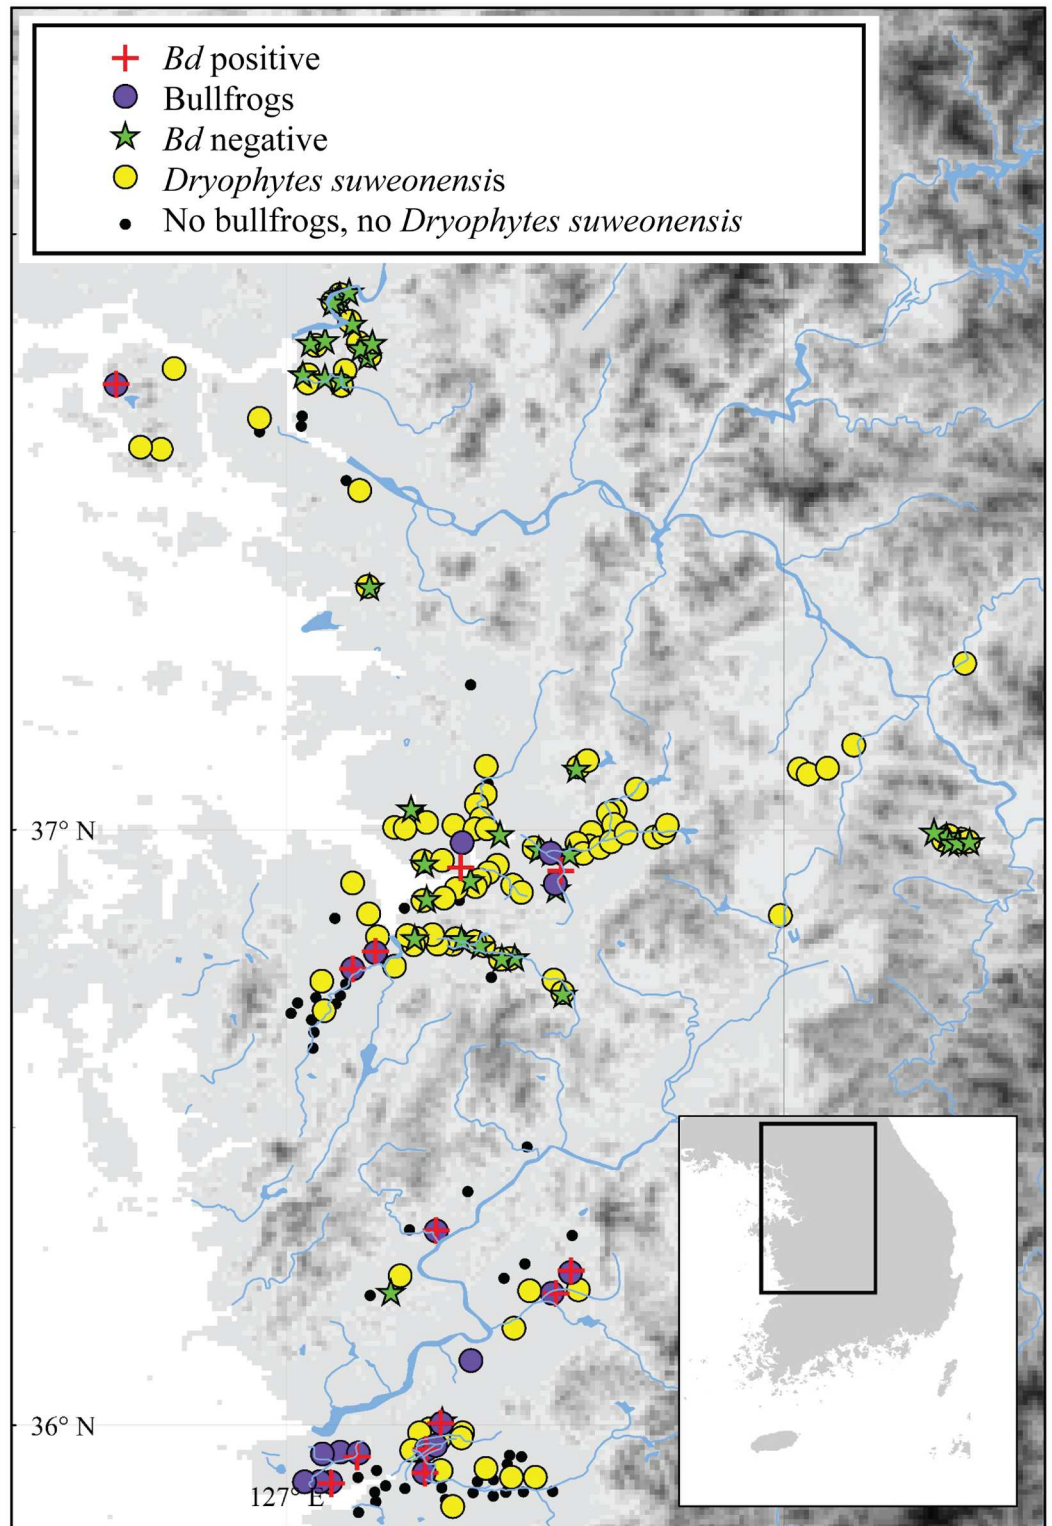 Bd positive
Bullfrogs
Bd negative
Dryophytes suweonensis
No bullfrogs, no Dryophytes suweonensis
37° N
36° N
127° E